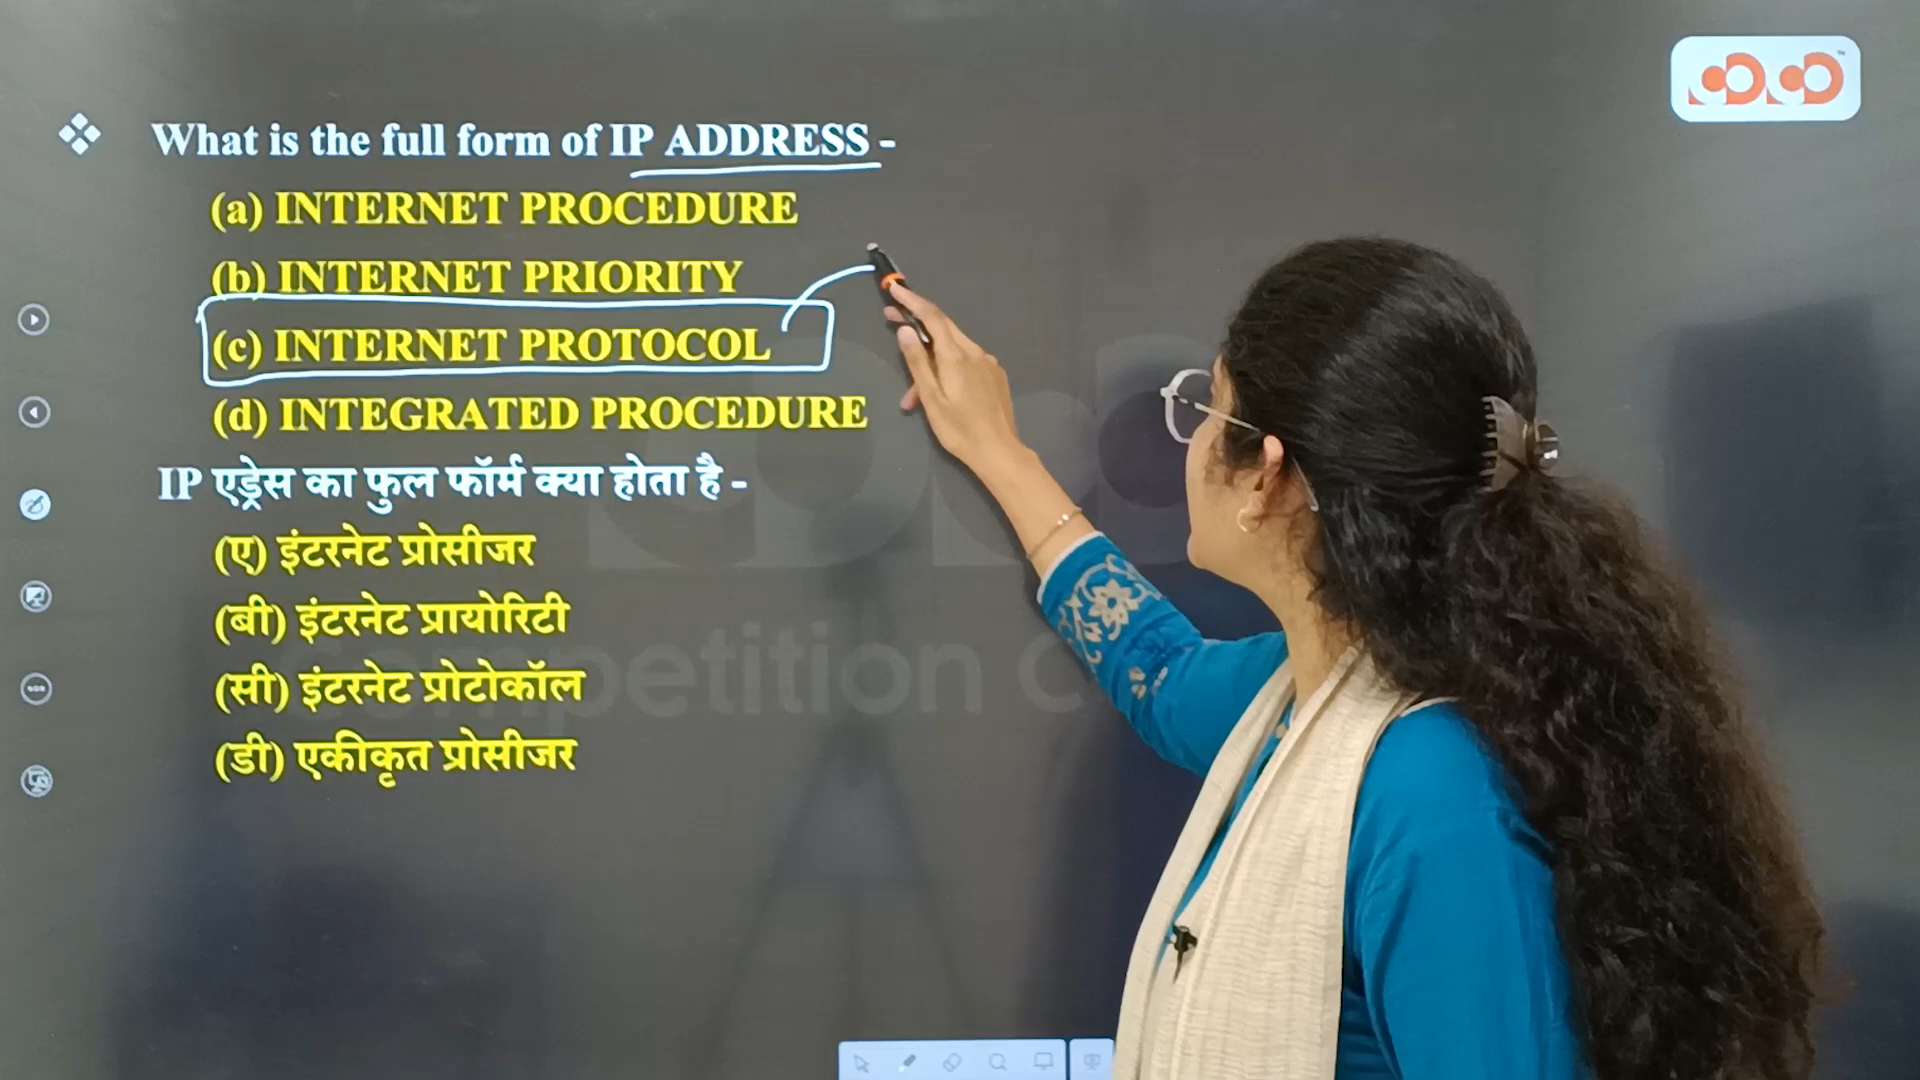 What is the full form of IP ADDRESS -
(a) INTERNET PROCEDURE
(b) INTERNET PRIORITY
(c) INTERNET PROTOCOL
(d) INTEGRATED PROCEDURE
IP एड्रेस का फुल फॉर्म क्या होता है -
(ए) इंटरनेट प्रोसीजर
(बी) इंटरनेट प्रायोरिटी
(सी) इंटरनेट प्रोटोकॉल
(डी) एकीकृत प्रोसीजर
Competition